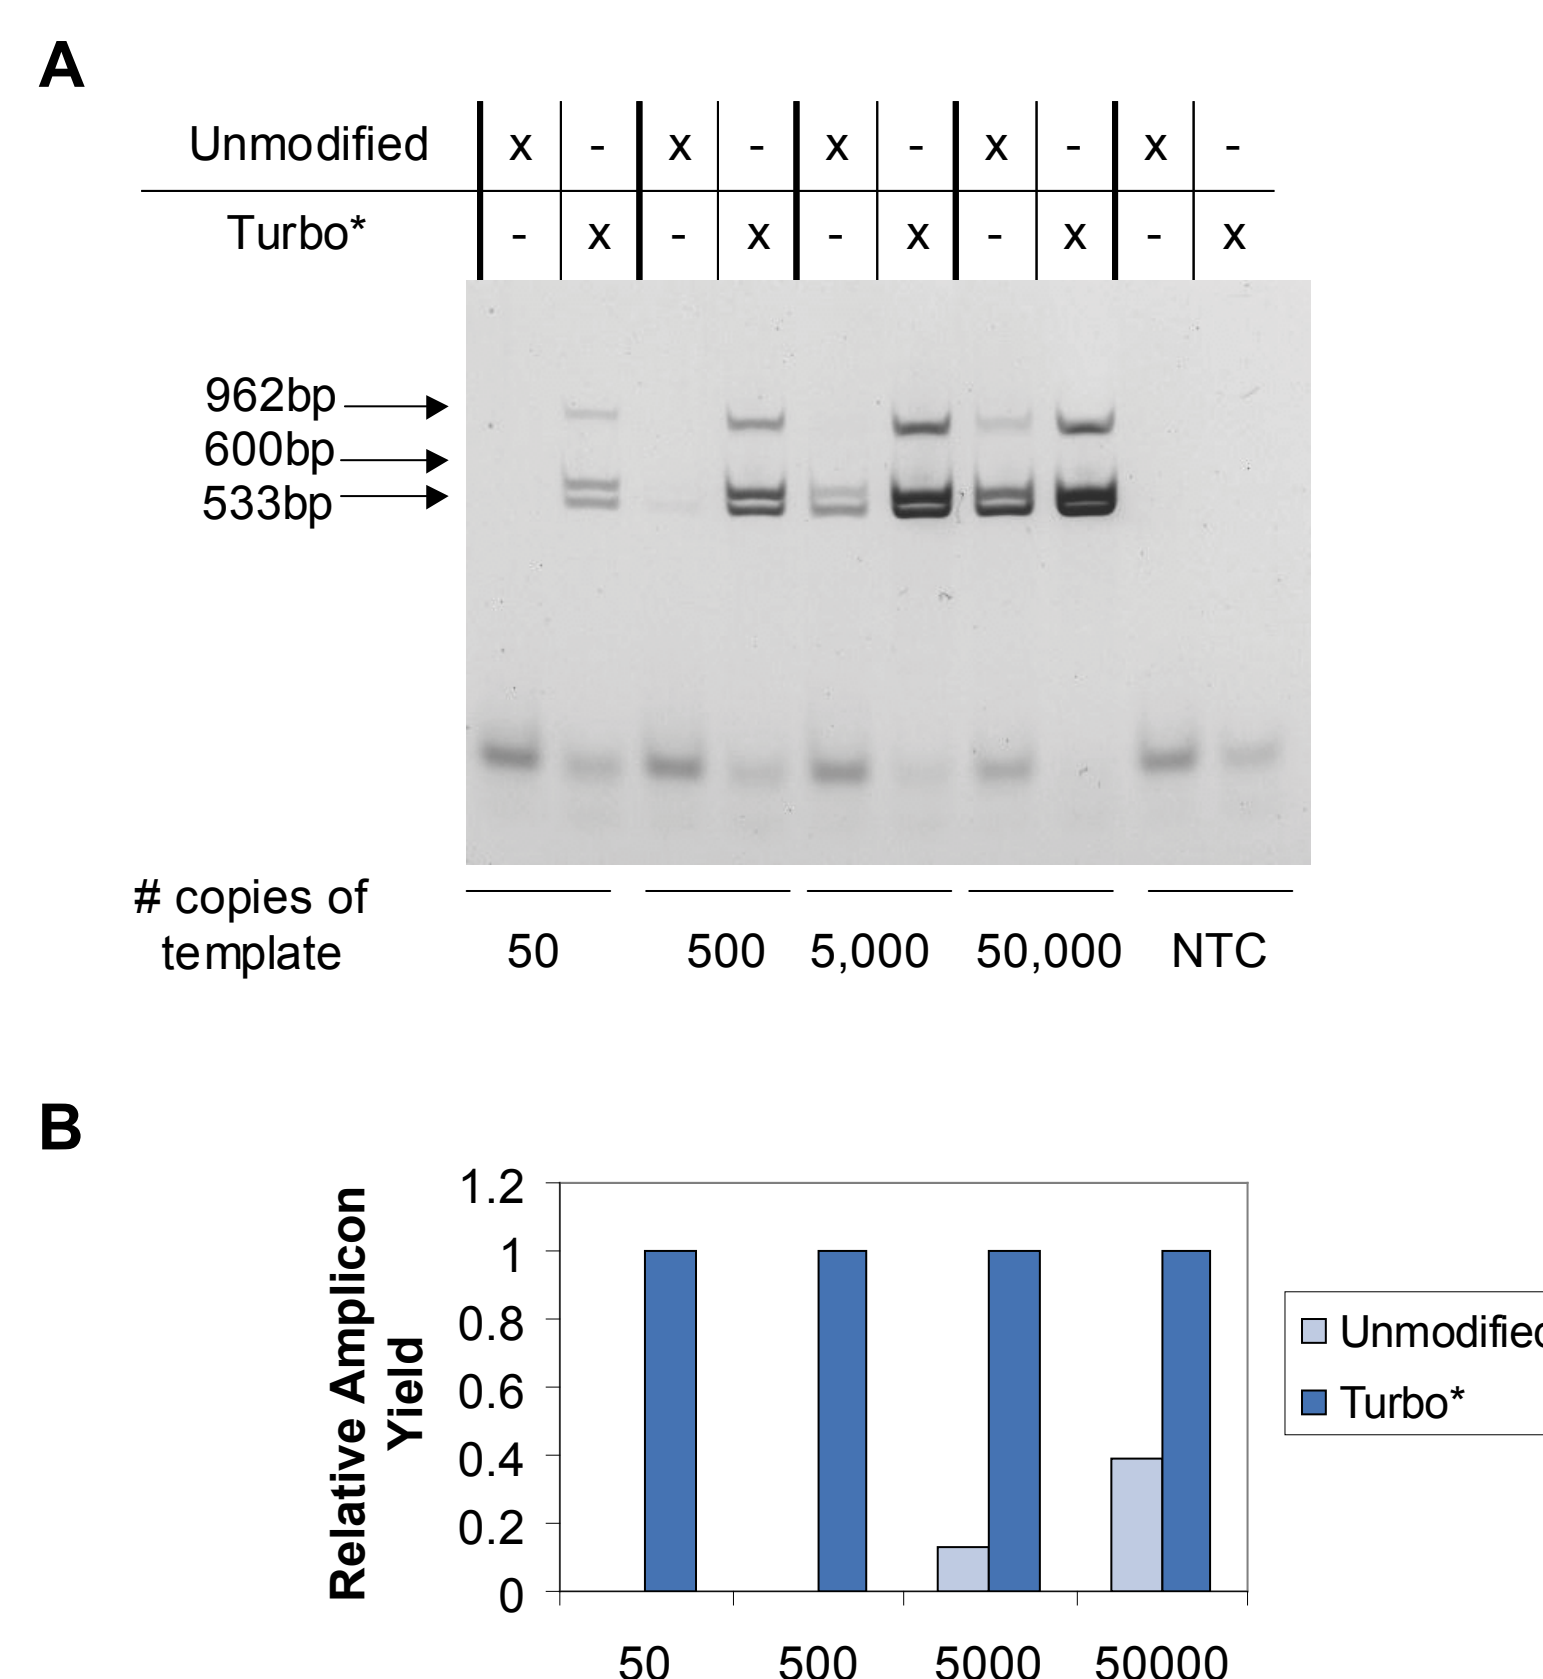 A
Unmodified x - x - x - x - x -
Turbo* - x - x - x - x - x
962bp
600bp
533bp
# copies of
template
50 500 5,000 50,000 NTC
B
Relative Amplicon
Yield
1.2
1
0.8
0.6
0.4
0.2
0
50 500 5000 50000
Unmodified
Turbo*